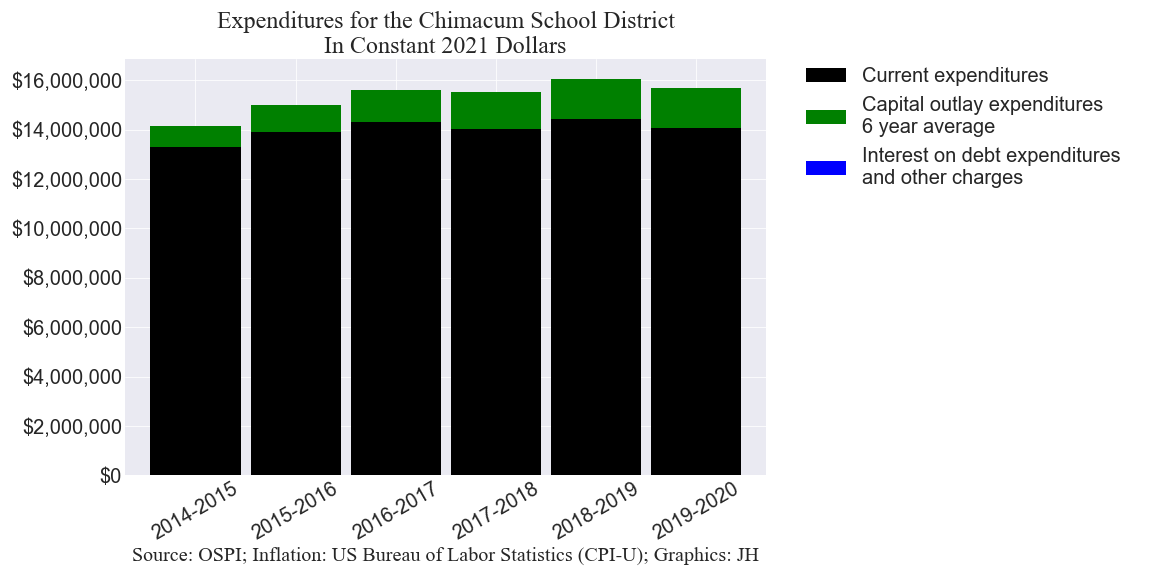 Expenditures for the Chimacum School District
In Constant 2021 Dollars
$16,000,000
$14,000,000
$12,000,000
$10,000,000
$8,000,000
$6,000,000
$4,000,000
$2,000,000
$0
2014-2015
2015-2016
2016-2017
2017-2018
2018-2019
2019-2020
Current expenditures
Capital outlay expenditures
6 year average
Interest on debt expenditures
and other charges
Source: OSPI; Inflation: US Bureau of Labor Statistics (CPI-U); Graphics: JH